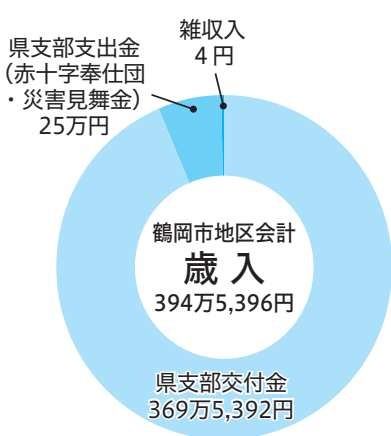 県支部支出金
（赤十字奉仕団
・災害見舞金）
25万円
雑収入
4円
鶴岡市地区会計
歳入
394万5,396円
県支部交付金
369万5,392円